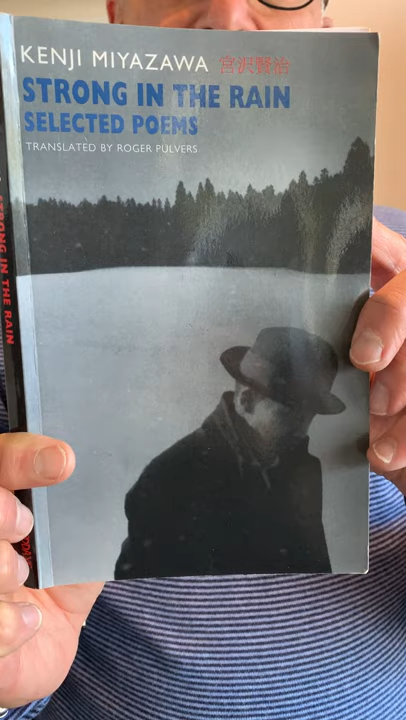 KENJI MIYAZAWA 宮沢賢治
STRONG IN THE RAIN
SELECTED POEMS
TRANSLATED BY ROGER PULVERS
STRONG IN THE RAIN